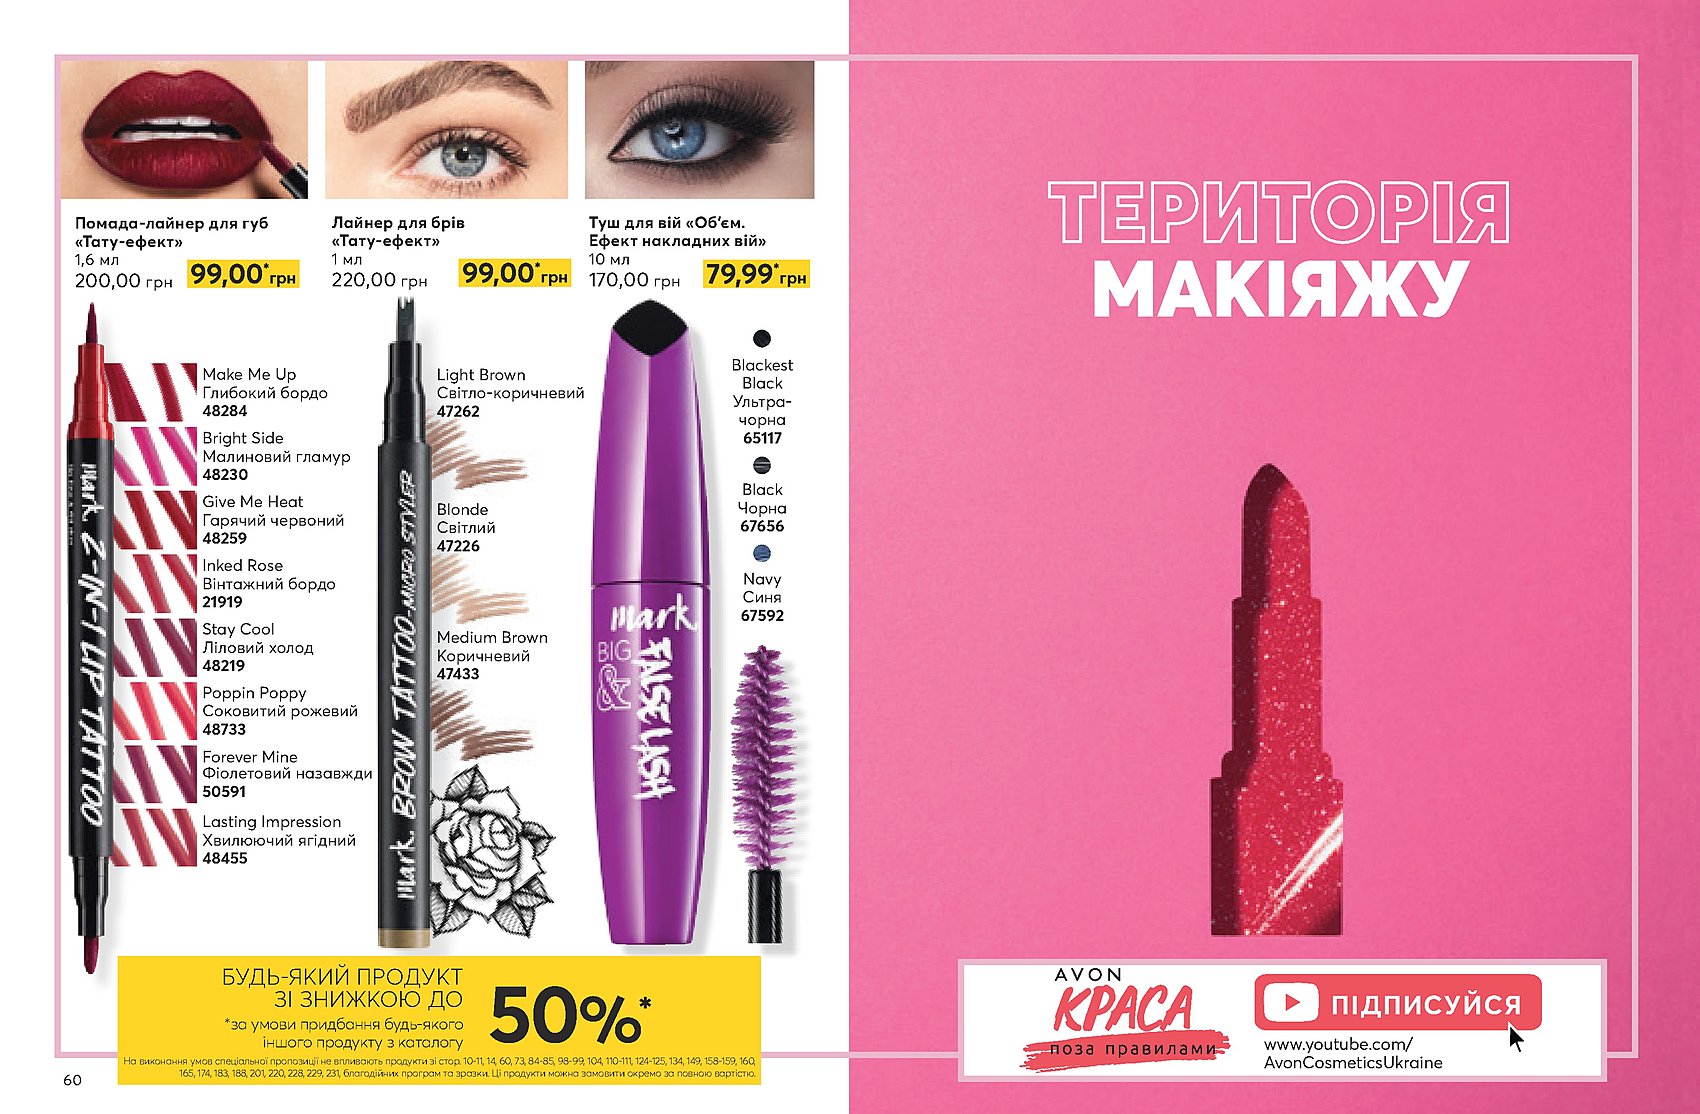 Помада-лайнер для губ
«Тату-ефект»
1,6 мл
200,00 грн 99,00* грн
Лайнер для брів
«Тату-ефект»
1 мл
220,00 грн 99,00* грн
Туш для вій «Об'єм.
Ефект накладних вій»
10 мл
170,00 грн 79,99* грн
Make Me Up
Глибокий бордо
48284
Bright Side
Малиновий гламур
48230
Give Me Heat
Гарячий червоний
48259
Inked Rose
Вінтажний бордо
21919
Stay Cool
Ліловий холод
48219
Poppin Poppy
Соковитий рожевий
48733
Forever Mine
Фіолетовий назавжди
50591
Lasting Impression
Хвилюючий ягідний
48455
mark. 2-IN-1 LIP TATTOO
Light Brown
Світло-коричневий
47262
Blonde
Світлий
47226
Medium Brown
Коричневий
47433
mark. BROW TATTOO-MICRO STYLER
mark.
BIG
&
FALSE LASH
Blackest
Black
Ультра-
чорна
65117
Black
Чорна
67656
Navy
Синя
67592
БУДЬ-ЯКИЙ ПРОДУКТ
ЗІ ЗНИЖКОЮ ДО
50%*
*за умови придбання будь-якого
іншого продукту з каталогу
На виконання умов спеціальної пропозиції не впливають продукти зі стор. 10-11, 14, 60, 73, 84-85, 98-99, 104, 110-111, 124-125, 134, 149, 158-159, 160,
165, 174, 183, 188, 201, 220, 228, 229, 231, благодійних програм та зразки. Ці продукти можна замовити окремо за повною вартістю.
60
ТЕРИТОРІЯ
МАКІЯЖУ
AVON
КРАСА
поза правилами
ПІДПИСУЙСЯ
www.youtube.com/
AvonCosmeticsUkraine